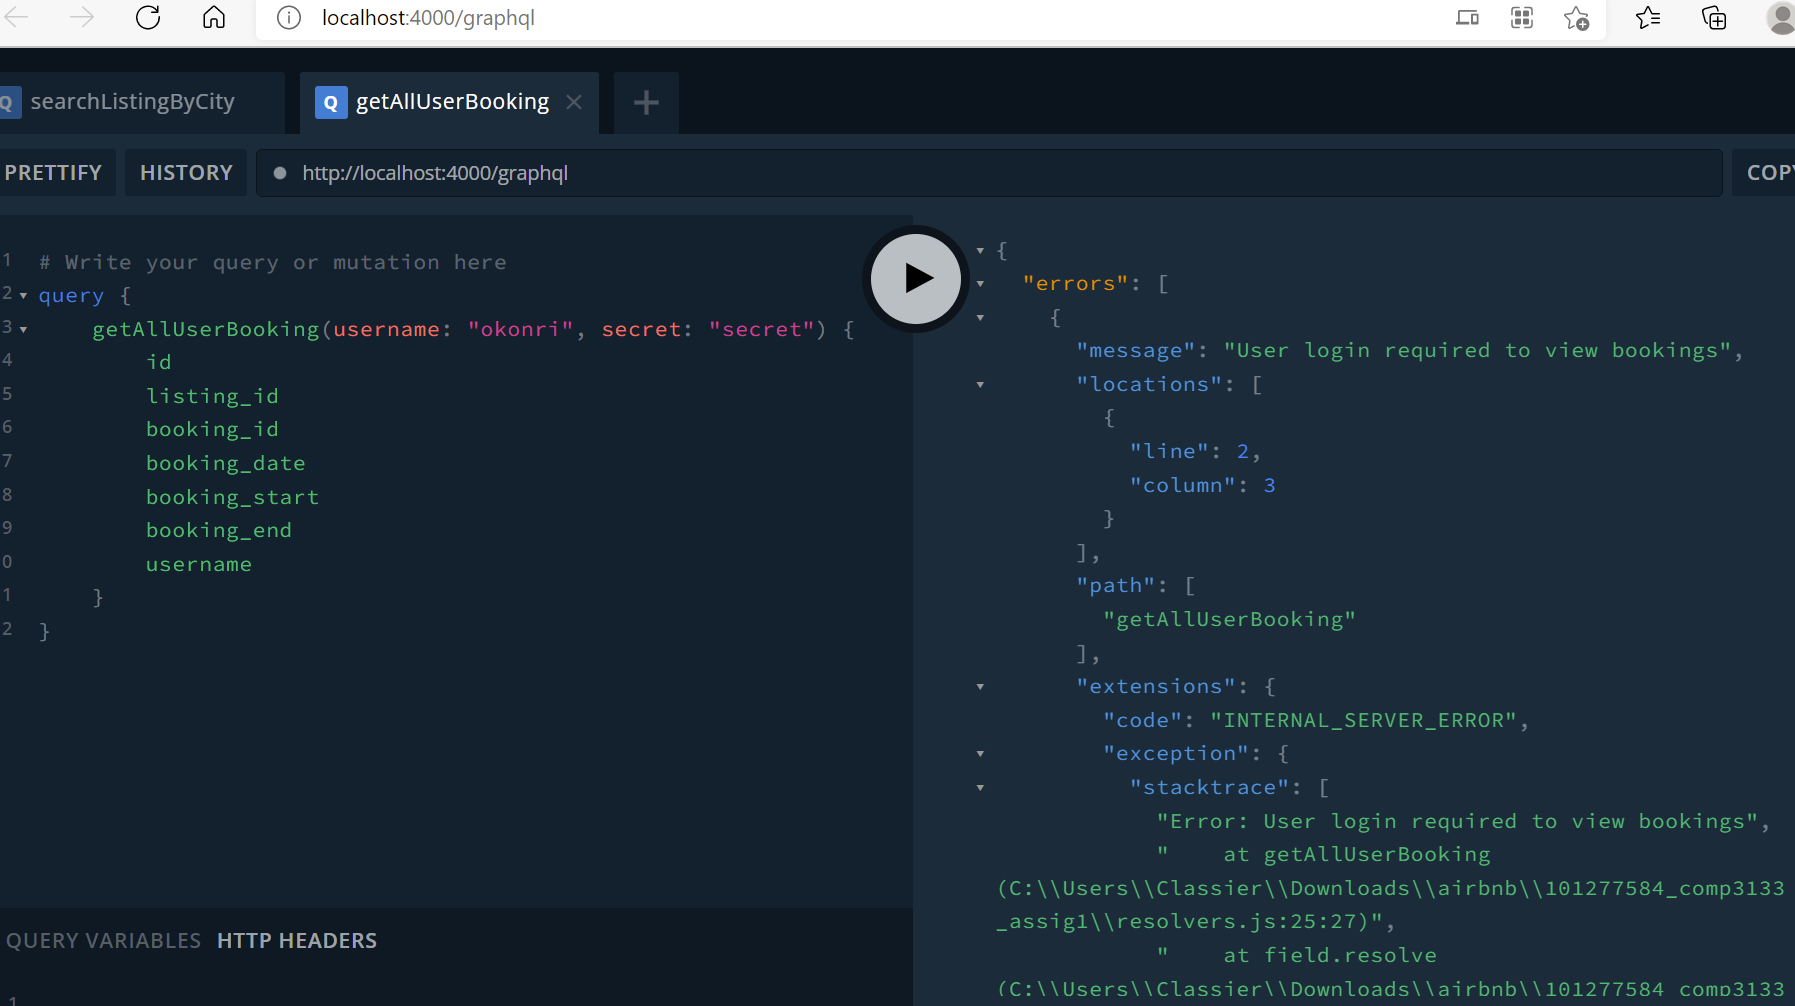 localhost:4000/graphql
Q searchListingByCity
Q getAllUserBooking
PRETTIFY HISTORY http://localhost:4000/graphql COPY
1 # Write your query or mutation here
2 query {
3 getAllUserBooking(username: "okonri", secret: "secret") {
4 id
5 listing_id
6 booking_id
7 booking_date
8 booking_start
9 booking_end
0 username
1 }
2 }
QUERY VARIABLES HTTP HEADERS
1
{
"errors": [
{
"message": "User login required to view bookings",
"locations": [
{
"line": 2,
"column": 3
}
],
"path": [
"getAllUserBooking"
],
"extensions": {
"code": "INTERNAL_SERVER_ERROR",
"exception": {
"stacktrace": [
"Error: User login required to view bookings",
" at getAllUserBooking
(C:\\Users\\Classier\\Downloads\\airbnb\\101277584_comp3133
_assig1\\resolvers.js:25:27)",
" at field.resolve
(C:\\Users\\Classier\\Downloads\\airbnb\\101277584_comp3133